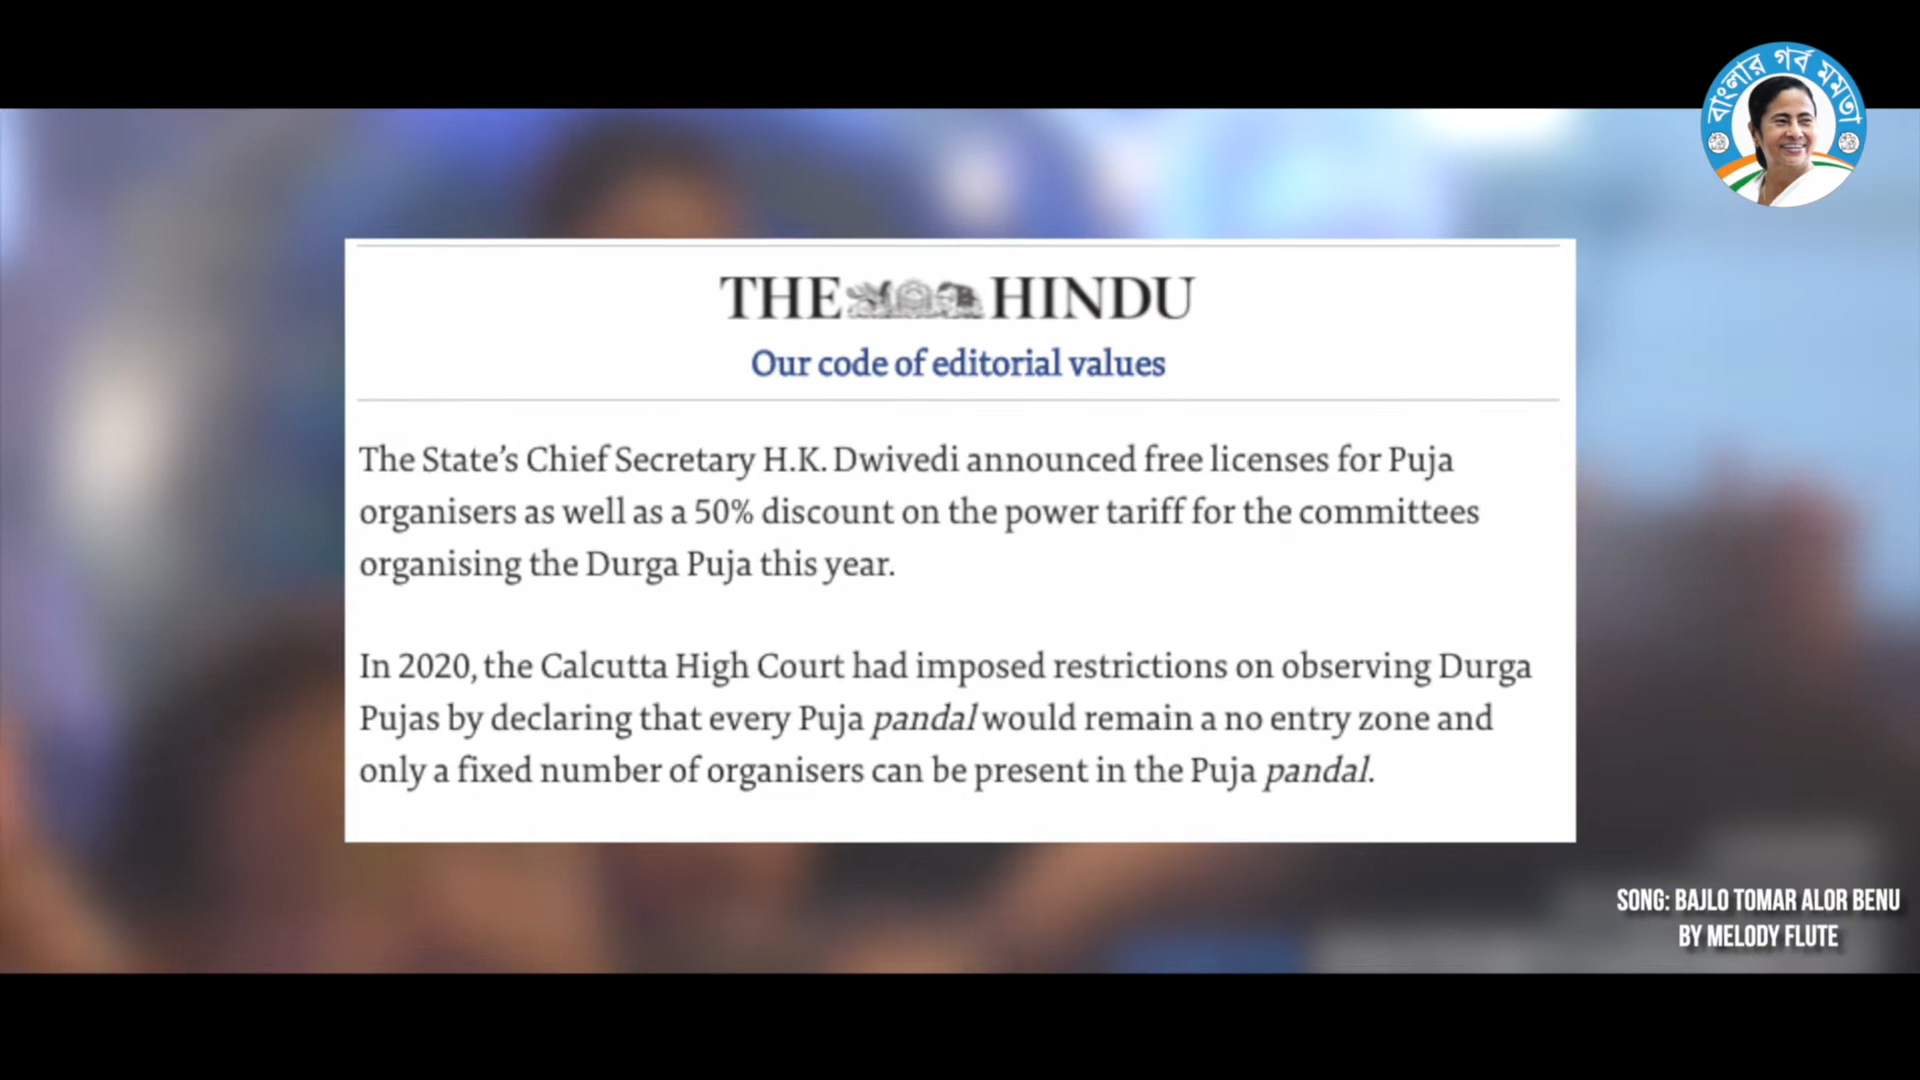 বাংলার গর্ব মমতা
THE HINDU
Our code of editorial values
The State’s Chief Secretary H.K. Dwivedi announced free licenses for Puja
organisers as well as a 50% discount on the power tariff for the committees
organising the Durga Puja this year.
In 2020, the Calcutta High Court had imposed restrictions on observing Durga
Pujas by declaring that every Puja pandal would remain a no entry zone and
only a fixed number of organisers can be present in the Puja pandal.
SONG: BAJLO TOMAR ALOR BENU
BY MELODY FLUTE